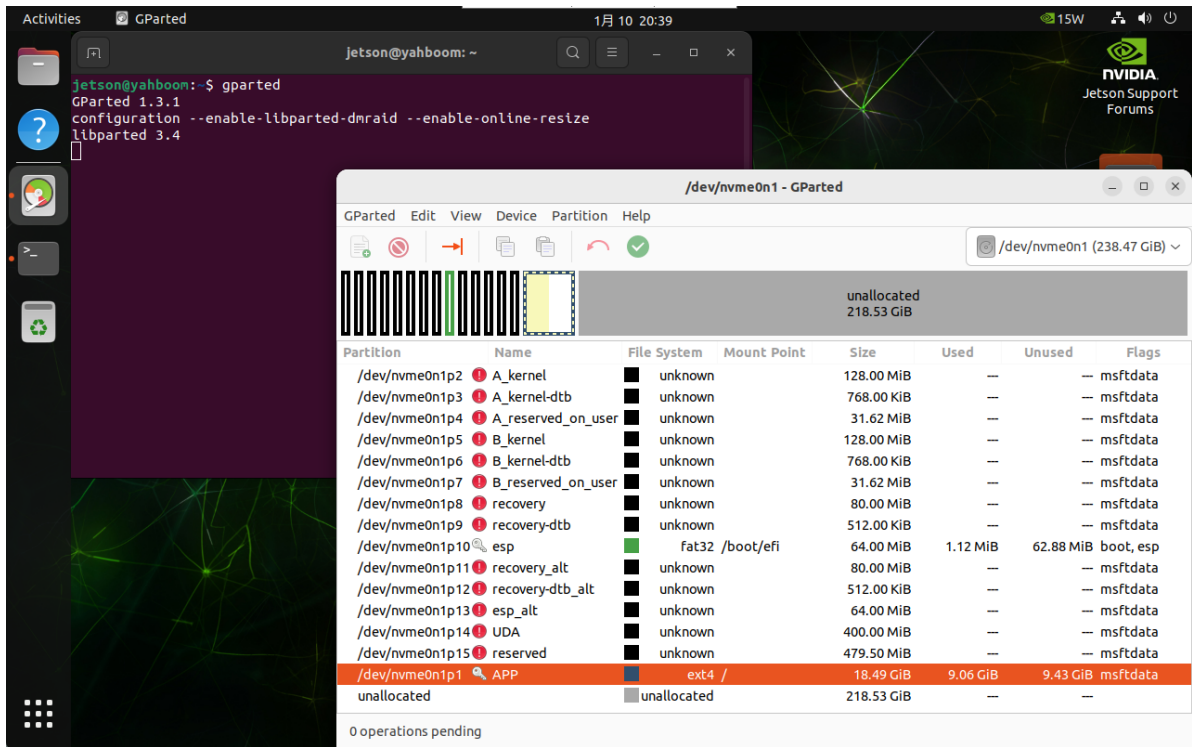 Activities GParted 1月 10 20:39 15W
jetson@yahboom: ~
jetson@yahboom:~$ gparted
GParted 1.3.1
configuration --enable-libparted-dmraid --enable-online-resize
libparted 3.4
NVIDIA.
Jetson Support
Forums
/dev/nvme0n1 - GParted
GParted Edit View Device Partition Help
/dev/nvme0n1 (238.47 GiB)
unallocated
218.53 GiB
Partition Name File System Mount Point Size Used Unused Flags
/dev/nvme0n1p2 A_kernel unknown 128.00 MiB --- --- msftdata
/dev/nvme0n1p3 A_kernel-dtb unknown 768.00 KiB --- --- msftdata
/dev/nvme0n1p4 A_reserved_on_user unknown 31.62 MiB --- --- msftdata
/dev/nvme0n1p5 B_kernel unknown 128.00 MiB --- --- msftdata
/dev/nvme0n1p6 B_kernel-dtb unknown 768.00 KiB --- --- msftdata
/dev/nvme0n1p7 B_reserved_on_user unknown 31.62 MiB --- --- msftdata
/dev/nvme0n1p8 recovery unknown 80.00 MiB --- --- msftdata
/dev/nvme0n1p9 recovery-dtb unknown 512.00 KiB --- --- msftdata
/dev/nvme0n1p10 esp fat32 /boot/efi 64.00 MiB 1.12 MiB 62.88 MiB boot, esp
/dev/nvme0n1p11 recovery_alt unknown 80.00 MiB --- --- msftdata
/dev/nvme0n1p12 recovery-dtb_alt unknown 512.00 KiB --- --- msftdata
/dev/nvme0n1p13 esp_alt unknown 64.00 MiB --- --- msftdata
/dev/nvme0n1p14 UDA unknown 400.00 MiB --- --- msftdata
/dev/nvme0n1p15 reserved unknown 479.50 MiB --- --- msftdata
/dev/nvme0n1p1 APP ext4 / 18.49 GiB 9.06 GiB 9.43 GiB msftdata
unallocated unallocated 218.53 GiB --- ---
0 operations pending